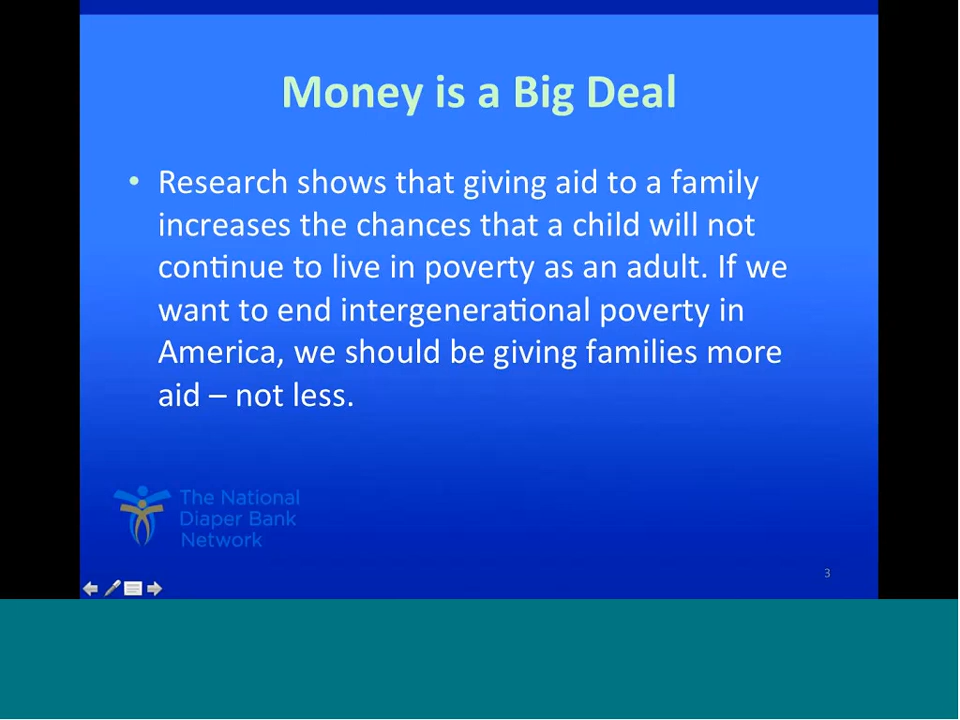 Money is a Big Deal
• Research shows that giving aid to a family
increases the chances that a child will not
continue to live in poverty as an adult. If we
want to end intergenerational poverty in
America, we should be giving families more
aid – not less.
The National
Diaper Bank
Network
3